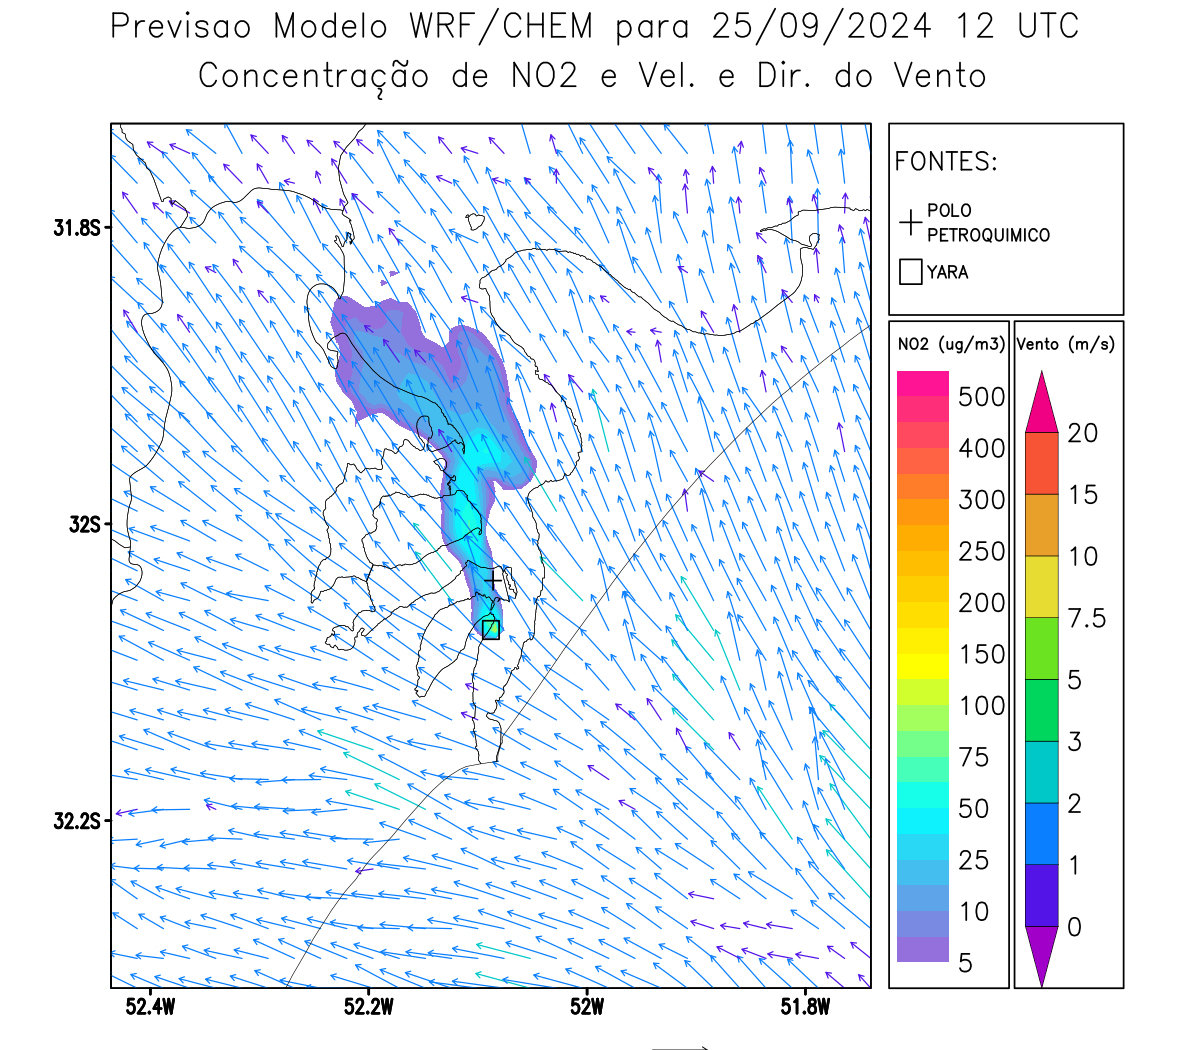 Previsao Modelo WRF/CHEM para 25/09/2024 12 UTC
Concentração de NO2 e Vel. e Dir. do Vento
FONTES:
POLO
PETROQUIMICO
YARA
NO2 (ug/m3)
500
400
300
250
200
150
100
75
50
25
10
5
Vento (m/s)
20
15
10
7.5
5
3
2
1
0
31.8S
32S
32.2S
52.4W
52.2W
52W
51.8W